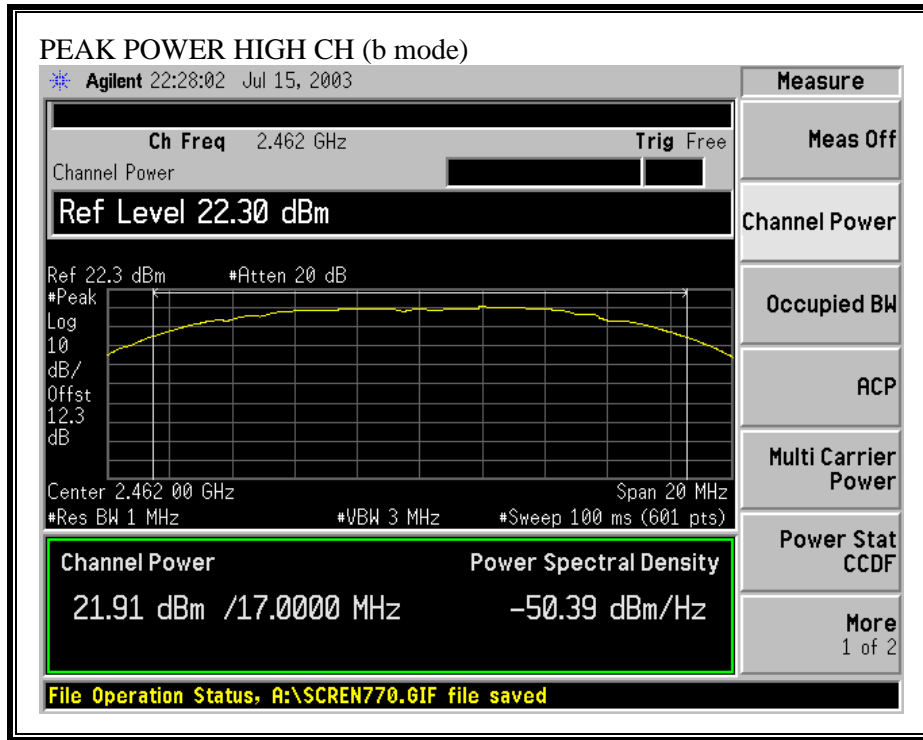 PEAK POWER HIGH CH (b mode)
Agilent 22:28:02 Jul 15, 2003
Measure
Ch Freq 2.462 GHz Trig Free
Channel Power
Ref Level 22.30 dBm
Ref 22.3 dBm #Atten 20 dB
#Peak
Log
10
dB/
Offst
12.3
dB
Center 2.462 00 GHz Span 20 MHz
#Res BW 1 MHz #VBW 3 MHz #Sweep 100 ms (601 pts)
Channel Power Power Spectral Density
21.91 dBm /17.0000 MHz -50.39 dBm/Hz
Meas Off
Channel Power
Occupied BW
ACP
Multi Carrier
Power
Power Stat
CCDF
More
1 of 2
File Operation Status, A:\SCREN770.GIF file saved